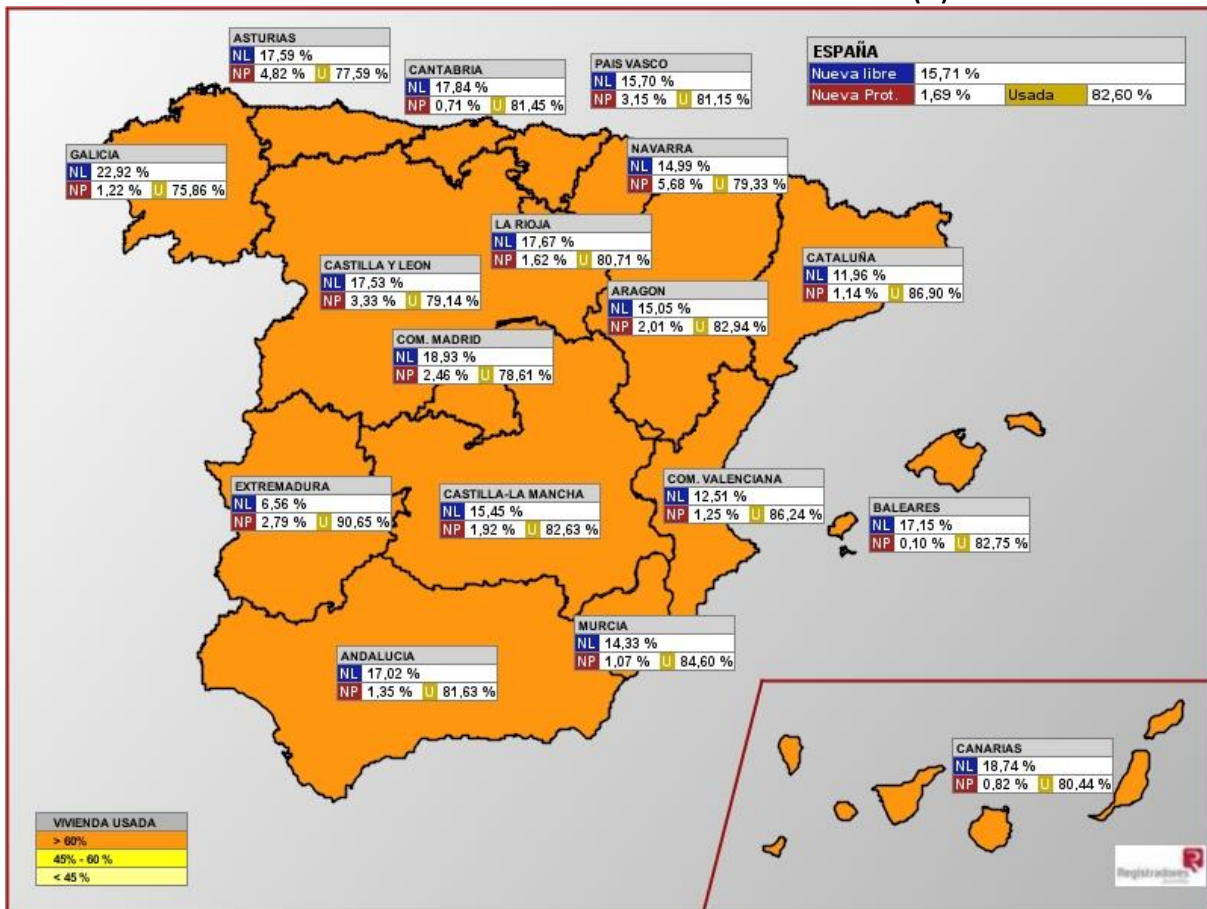 ASTURIAS
NL 17,59 %
NP 4,82 % U 77,59 %
CANTABRIA
NL 17,84 %
NP 0,71 % U 81,45 %
PAIS VASCO
NL 15,70 %
NP 3,15 % U 81,15 %
ESPAÑA
Nueva libre 15,71 %
Nueva Prot. 1,69 % Usada 82,60 %
GALICIA
NL 22,92 %
NP 1,22 % U 75,86 %
NAVARRA
NL 14,99 %
NP 5,68 % U 79,33 %
LA RIOJA
NL 17,67 %
NP 1,62 % U 80,71 %
CASTILLA Y LEON
NL 17,53 %
NP 3,33 % U 79,14 %
CATALUÑA
NL 11,96 %
NP 1,14 % U 86,90 %
ARAGON
NL 15,05 %
NP 2,01 % U 82,94 %
COM. MADRID
NL 18,93 %
NP 2,46 % U 78,61 %
EXTREMADURA
NL 6,56 %
NP 2,79 % U 90,65 %
CASTILLA-LA MANCHA
NL 15,45 %
NP 1,92 % U 82,63 %
COM. VALENCIANA
NL 12,51 %
NP 1,25 % U 86,24 %
BALEARES
NL 17,15 %
NP 0,10 % U 82,75 %
MURCIA
NL 14,33 %
NP 1,07 % U 84,60 %
ANDALUCIA
NL 17,02 %
NP 1,35 % U 81,63 %
CANARIAS
NL 18,74 %
NP 0,82 % U 80,44 %
VIVIENDA USADA
> 60%
45% - 60 %
< 45 %
Registradores